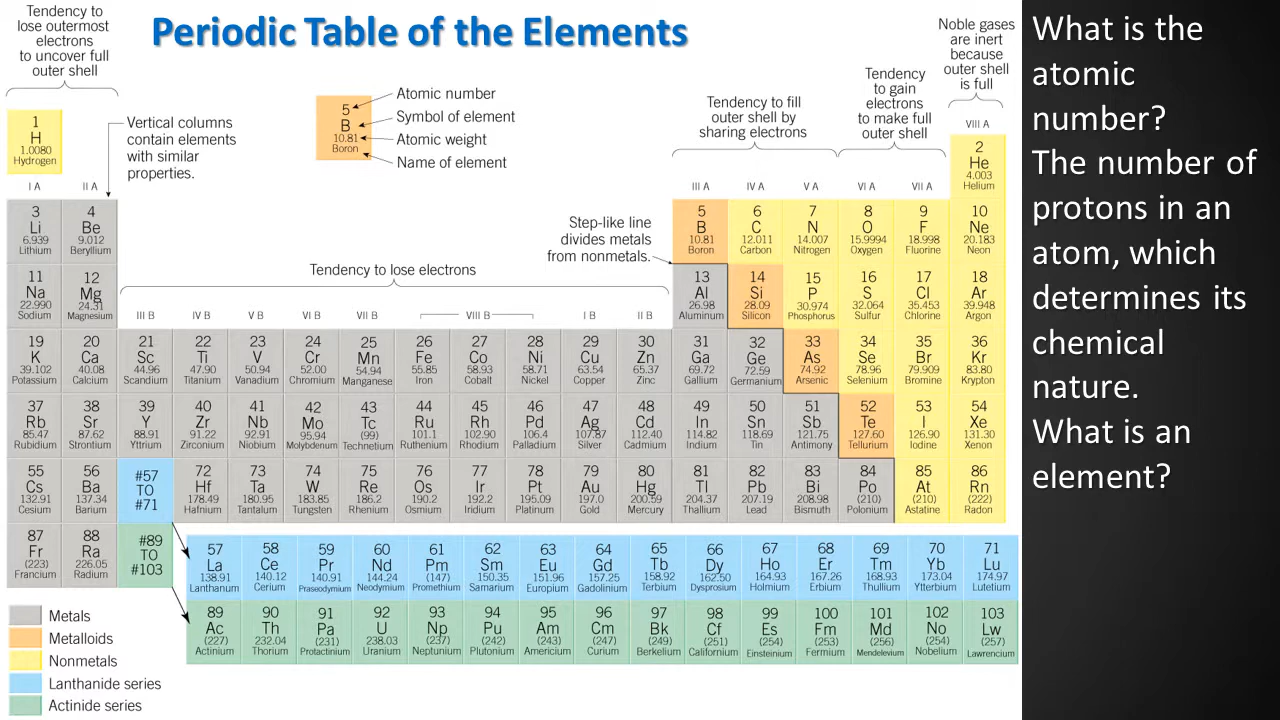 Tendency to
lose outermost
electrons
to uncover full
outer shell
Periodic Table of the Elements
Noble gases
are inert
because
outer shell
is full
Tendency
to gain
electrons
to make full
outer shell
Tendency to fill
outer shell by
sharing electrons
5
B
10.81
Boron
Atomic number
Symbol of element
Atomic weight
Name of element
Vertical columns
contain elements
with similar
properties.
Step-like line
divides metals
from nonmetals.
Tendency to lose electrons
1
H
1.0080
Hydrogen
VIII A
2
He
4.003
Helium
I A II A III A IV A V A VI A VII A
3 4 5 6 7 8 9 10
Li Be B C N O F Ne
6.939 9.012 10.81 12.011 14.007 15.9994 18.998 20.183
Lithium Beryllium Boron Carbon Nitrogen Oxygen Fluorine Neon
11 12 13 14 15 16 17 18
Na Mg Al Si P S Cl Ar
22.990 24.31 26.98 28.09 30.974 32.064 35.453 39.948
Sodium Magnesium Aluminum Silicon Phosphorus Sulfur Chlorine Argon
III B IV B V B VI B VII B VIII B I B II B
19 20 21 22 23 24 25 26 27 28 29 30 31 32 33 34 35 36
K Ca Sc Ti V Cr Mn Fe Co Ni Cu Zn Ga Ge As Se Br Kr
39.102 40.08 44.96 47.90 50.94 52.00 54.94 55.85 58.93 58.71 63.54 65.37 69.72 72.59 74.92 78.96 79.909 83.80
Potassium Calcium Scandium Titanium Vanadium Chromium Manganese Iron Cobalt Nickel Copper Zinc Gallium Germanium Arsenic Selenium Bromine Krypton
37 38 39 40 41 42 43 44 45 46 47 48 49 50 51 52 53 54
Rb Sr Y Zr Nb Mo Tc Ru Rh Pd Ag Cd In Sn Sb Te I Xe
85.47 87.62 88.91 91.22 92.91 95.94 (99) 101.1 102.90 106.4 107.87 112.40 114.82 118.69 121.75 127.60 126.90 131.30
Rubidium Strontium Yttrium Zirconium Niobium Molybdenum Technetium Ruthenium Rhodium Palladium Silver Cadmium Indium Tin Antimony Tellurium Iodine Xenon
55 56 #57 TO #71 72 73 74 75 76 77 78 79 80 81 82 83 84 85 86
Cs Ba Hf Ta W Re Os Ir Pt Au Hg Tl Pb Bi Po At Rn
132.91 137.34 178.49 180.95 183.85 186.2 190.2 192.2 195.09 197.0 200.59 204.37 207.19 208.98 (210) (210) (222)
Cesium Barium Hafnium Tantalum Tungsten Rhenium Osmium Iridium Platinum Gold Mercury Thallium Lead Bismuth Polonium Astatine Radon
87 88 #89 TO #103
Fr Ra
(223) 226.05
Francium Radium
57 58 59 60 61 62 63 64 65 66 67 68 69 70 71
La Ce Pr Nd Pm Sm Eu Gd Tb Dy Ho Er Tm Yb Lu
138.91 140.12 140.91 144.24 (147) 150.35 151.96 157.25 158.92 162.50 164.93 167.26 168.93 173.04 174.97
Lanthanum Cerium Praseodymium Neodymium Promethium Samarium Europium Gadolinium Terbium Dysprosium Holmium Erbium Thullium Ytterbium Lutetium
89 90 91 92 93 94 95 96 97 98 99 100 101 102 103
Ac Th Pa U Np Pu Am Cm Bk Cf Es Fm Md No Lw
(227) 232.04 (231) 238.03 (237) (242) (243) (247) (249) (251) (254) (253) (256) (254) (257)
Actinium Thorium Protactinium Uranium Neptunium Plutonium Americium Curium Berkelium Californium Einsteinium Fermium Mendelevium Nobelium Lawrencium
Metals
Metalloids
Nonmetals
Lanthanide series
Actinide series
What is the
atomic
number?
The number of
protons in an
atom, which
determines its
chemical
nature.
What is an
element?